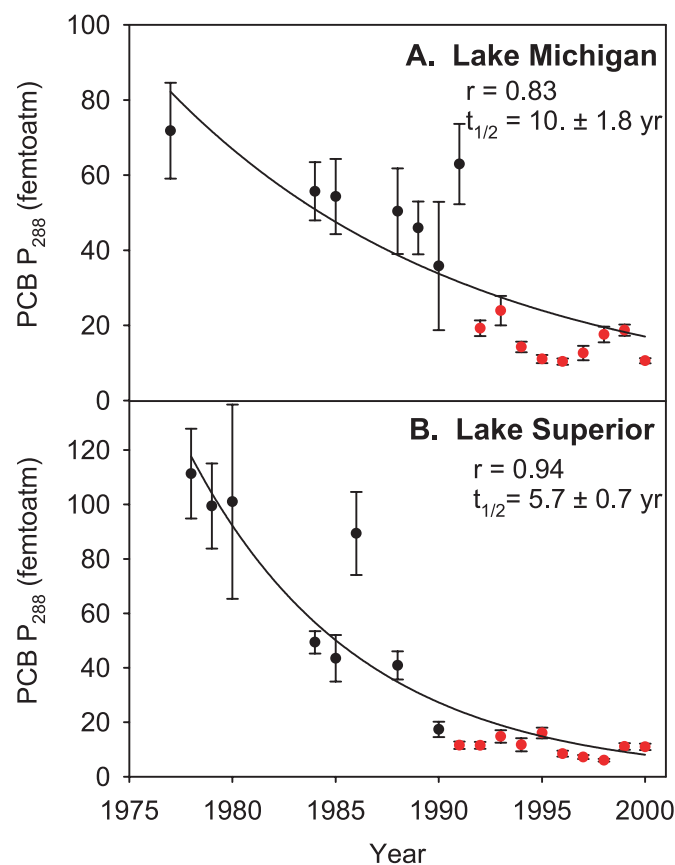 100
80
60
40
20
0
PCB P288 (femtoatm)
A. Lake Michigan
r = 0.83
t1/2 = 10. ± 1.8 yr
120
100
80
60
40
20
0
PCB P288 (femtoatm)
B. Lake Superior
r = 0.94
t1/2= 5.7 ± 0.7 yr
1975 1980 1985 1990 1995 2000
Year